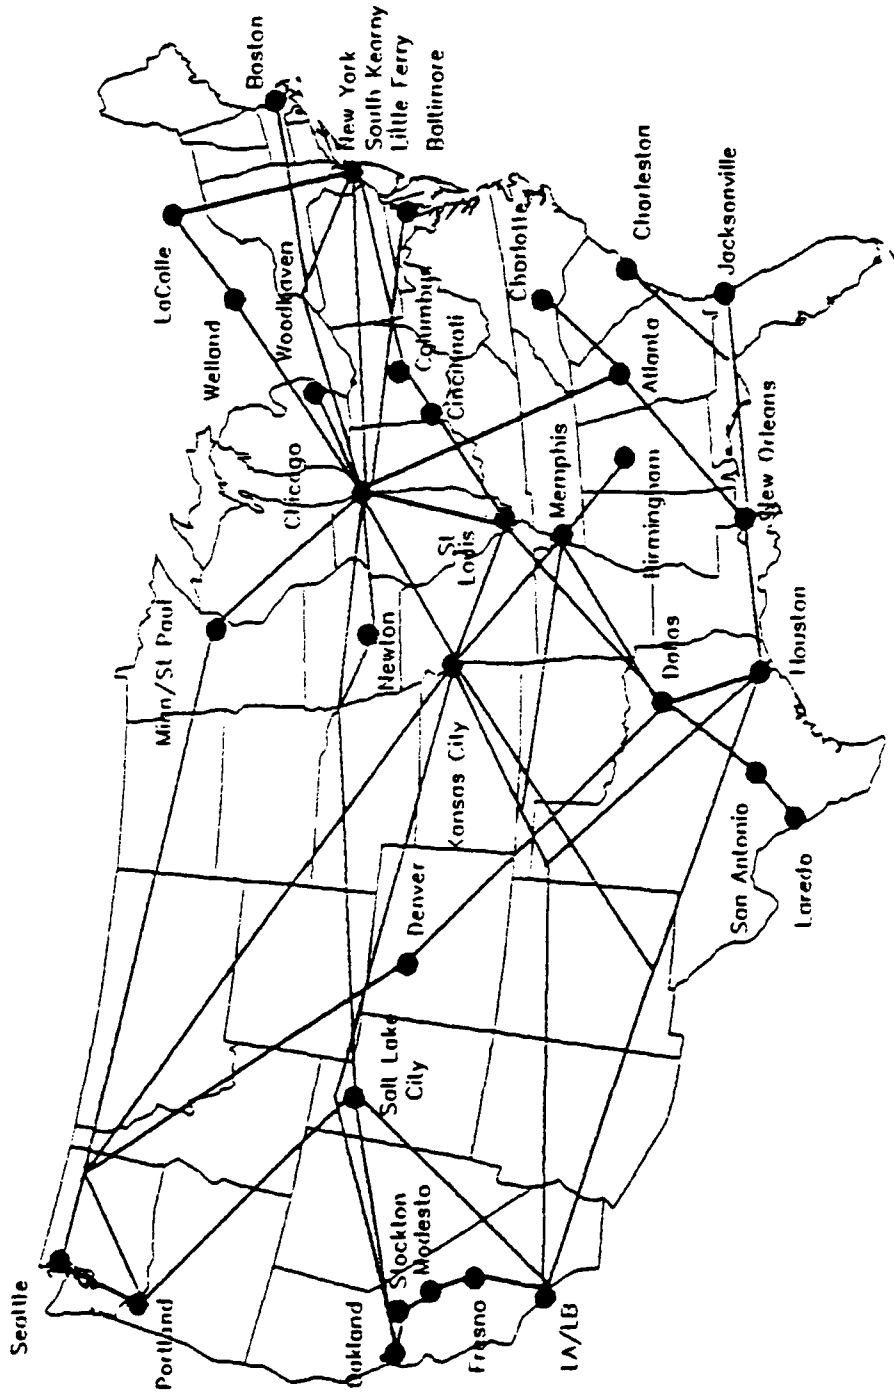 Seattle
Portland
Oakland
Stockton
Modesto
Fresno
LA/LB
Salt Lake
City
Denver
Minn/St Paul
Newton
Kansas City
Dallas
Houston
San Antonio
Laredo
Chicago
St
Louis
Memphis
Birmingham
New Orleans
Atlanta
Cincinnati
Columbus
Woodhaven
Welland
LaCalle
Charlotte
Charleston
Jacksonville
Boston
New York
South Kearny
Little Ferry
Baltimore